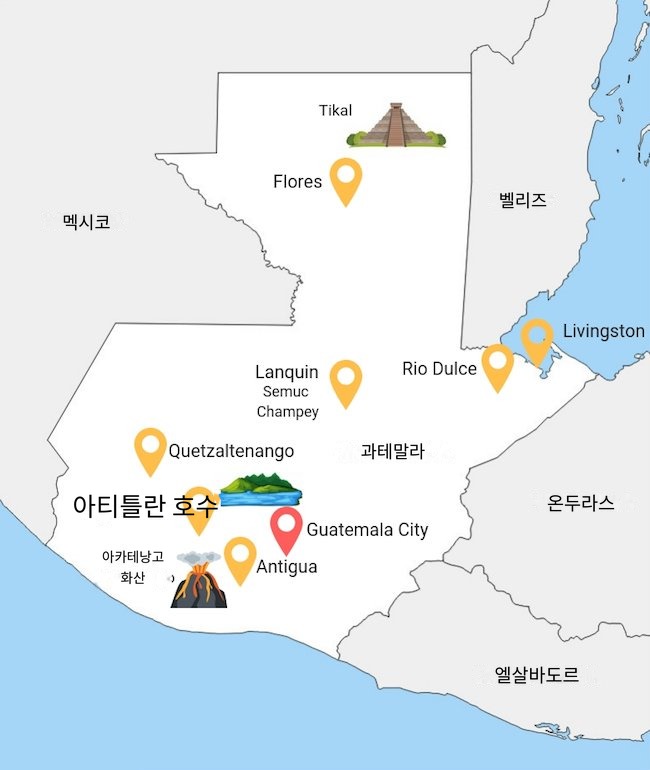 Tikal
Flores
벨리즈
멕시코
Livingston
Rio Dulce
Lanquin
Semuc
Champey
Quetzaltenango
과테말라
아티틀란 호수
온두라스
Guatemala City
아카테낭고
화산
Antigua
엘살바도르